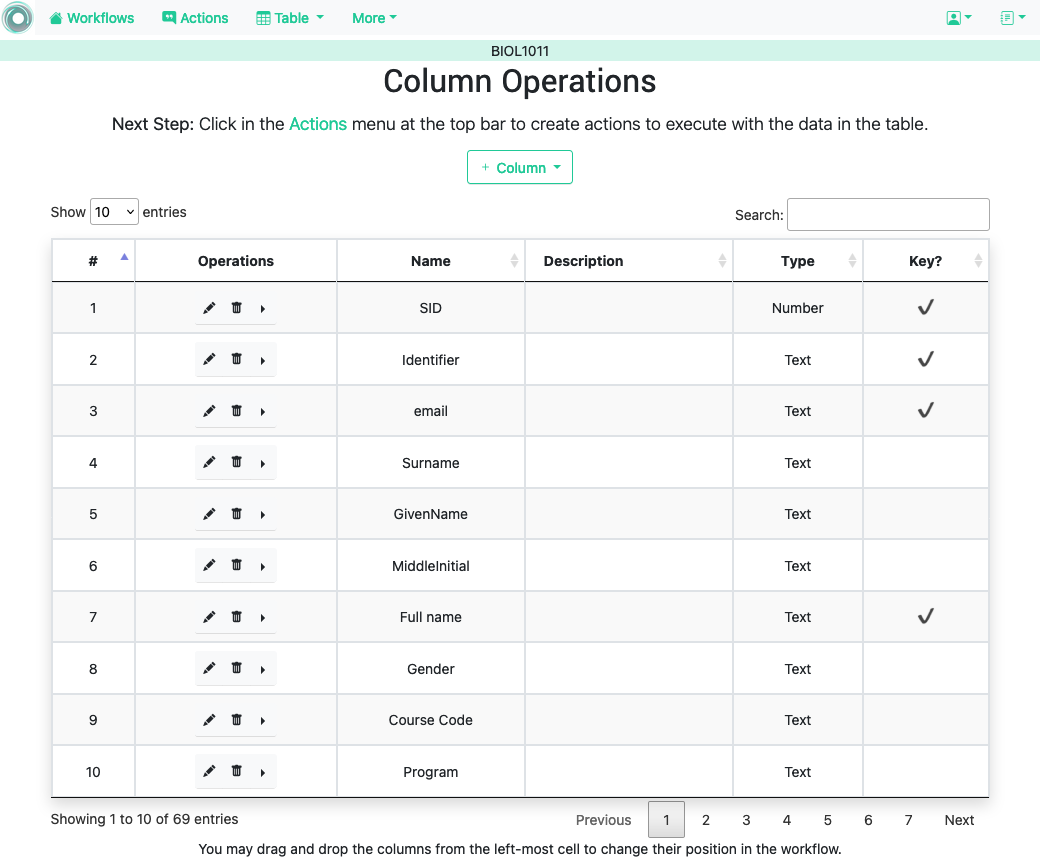 Workflows Actions Table More
BIOL1011
Column Operations
Next Step: Click in the Actions menu at the top bar to create actions to execute with the data in the table.
+ Column
Show 10 entries Search:
# Operations Name Description Type Key?
1 SID Number ✓
2 Identifier Text ✓
3 email Text ✓
4 Surname Text
5 GivenName Text
6 MiddleInitial Text
7 Full name Text ✓
8 Gender Text
9 Course Code Text
10 Program Text
Showing 1 to 10 of 69 entries Previous 1 2 3 4 5 6 7 Next
You may drag and drop the columns from the left-most cell to change their position in the workflow.